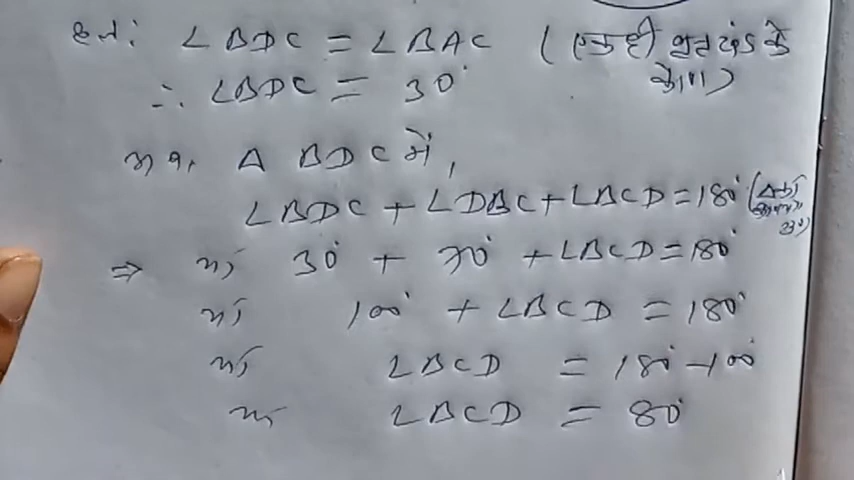 हल: ∠BDC = ∠BAC (एक ही वृतखंड के कोण)
∴ ∠BDC = 30°
अब, Δ BDC में,
∠BDC + ∠DBC + ∠BCD = 180°
⇒ या, 30° + 70° + ∠BCD = 180°
या, 100° + ∠BCD = 180°
या, ∠BCD = 180° - 100°
या, ∠BCD = 80°